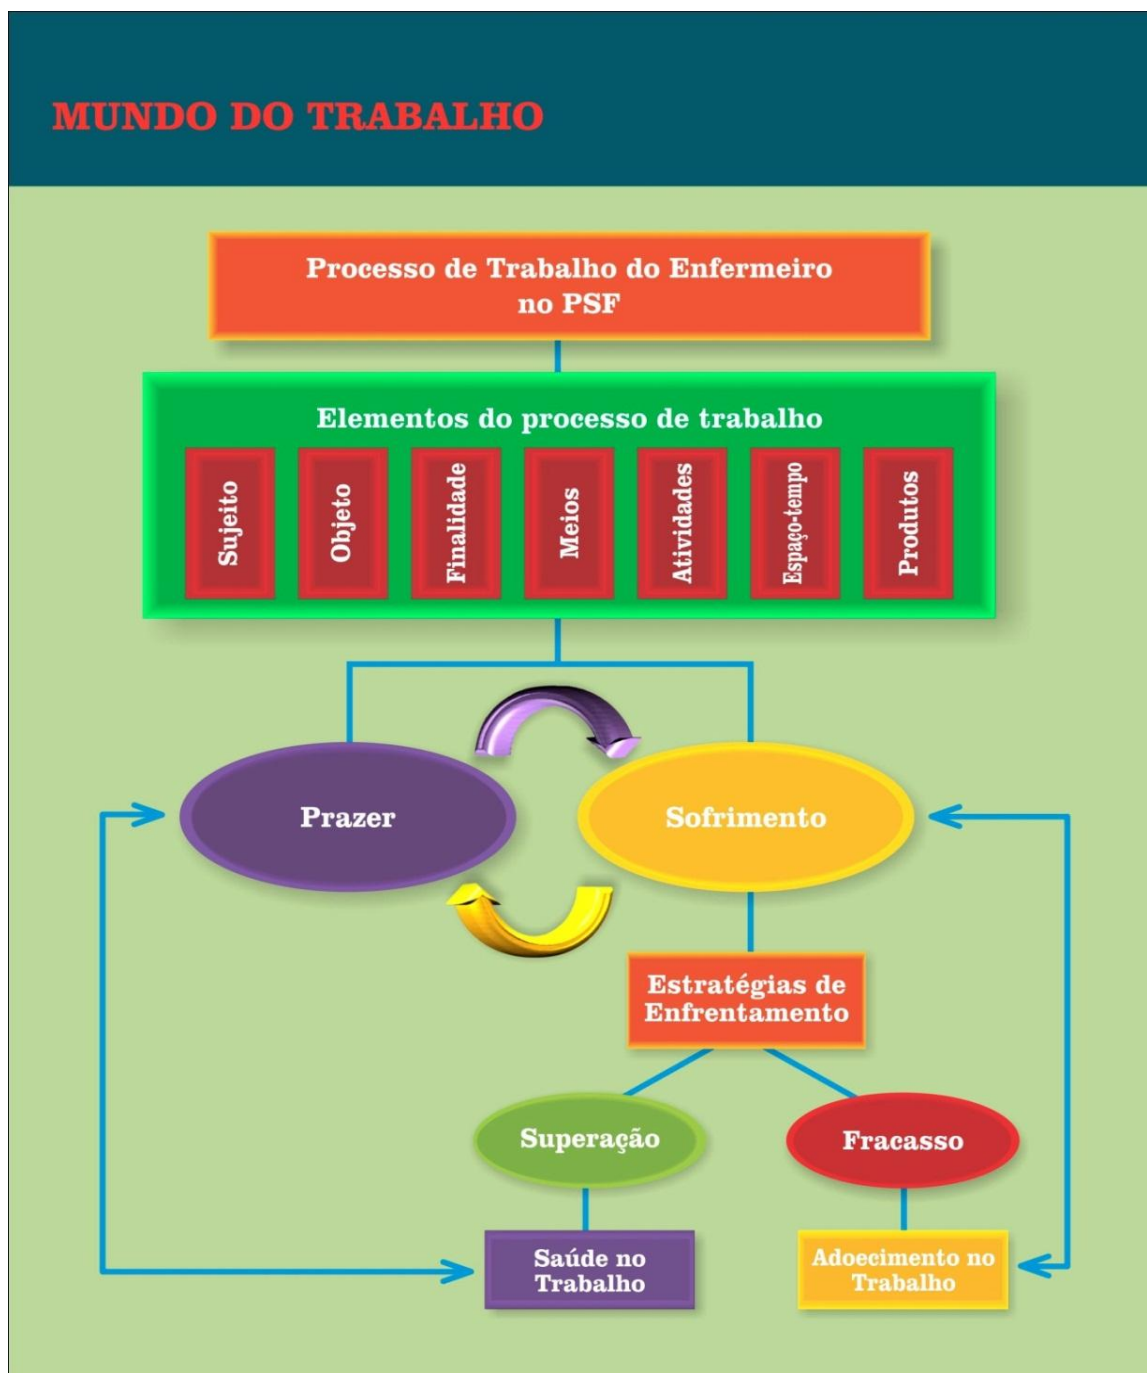 MUNDO DO TRABALHO
Processo de Trabalho do Enfermeiro
no PSF
Elementos do processo de trabalho
Sujeito
Objeto
Finalidade
Meios
Atividades
Espaço-tempo
Produtos
Prazer
Sofrimento
Estratégias de
Enfrentamento
Superação
Fracasso
Saúde no
Trabalho
Adoecimento no
Trabalho